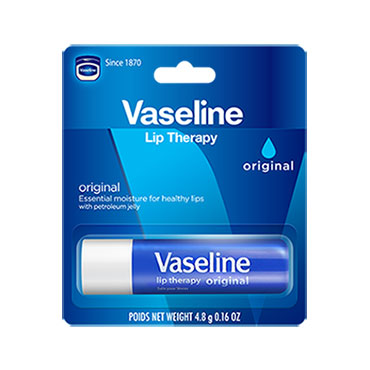 Since 1870
Vaseline
Vaseline
Lip Therapy
original
original
Essential moisture for healthy lips
with petroleum jelly
Vaseline
lip therapy original
POIDS NET WEIGHT 4.8 g 0.16 OZ